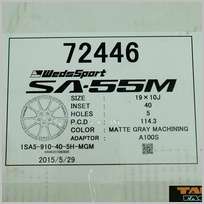 72446
WedsSport
SA-55M
SIZE 19×10J
INSET 40
HOLES 5
P.C.D 114.3
COLOR MATTE GRAY MACHINING
ADAPTOR A100S
1SA5-910-40-5H-MGM
2015/5/29